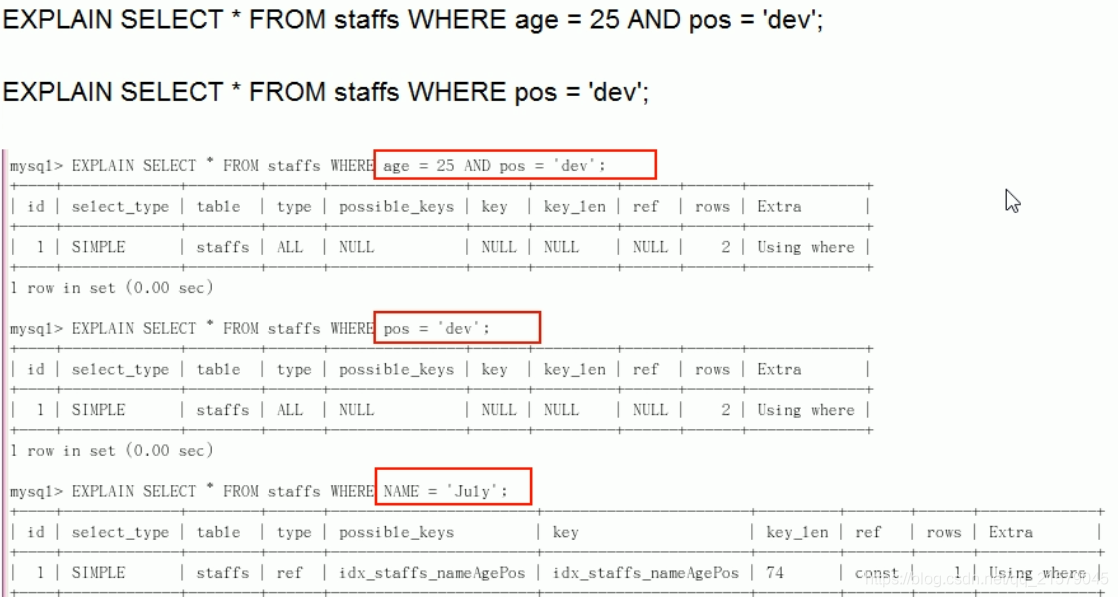 EXPLAIN SELECT * FROM staffs WHERE age = 25 AND pos = 'dev';
EXPLAIN SELECT * FROM staffs WHERE pos = 'dev';
mysql> EXPLAIN SELECT * FROM staffs WHERE age = 25 AND pos = 'dev';
| id | select_type | table | type | possible_keys | key | key_len | ref | rows | Extra |
| 1 | SIMPLE | staffs | ALL | NULL | NULL | NULL | NULL | 2 | Using where |
1 row in set (0.00 sec)
mysql> EXPLAIN SELECT * FROM staffs WHERE pos = 'dev';
| id | select_type | table | type | possible_keys | key | key_len | ref | rows | Extra |
| 1 | SIMPLE | staffs | ALL | NULL | NULL | NULL | NULL | 2 | Using where |
1 row in set (0.00 sec)
mysql> EXPLAIN SELECT * FROM staffs WHERE NAME = 'July';
| id | select_type | table | type | possible_keys | key | key_len | ref | rows | Extra |
| 1 | SIMPLE | staffs | ref | idx_staffs_nameAgePos | idx_staffs_nameAgePos | 74 | const | 1 | Using where |